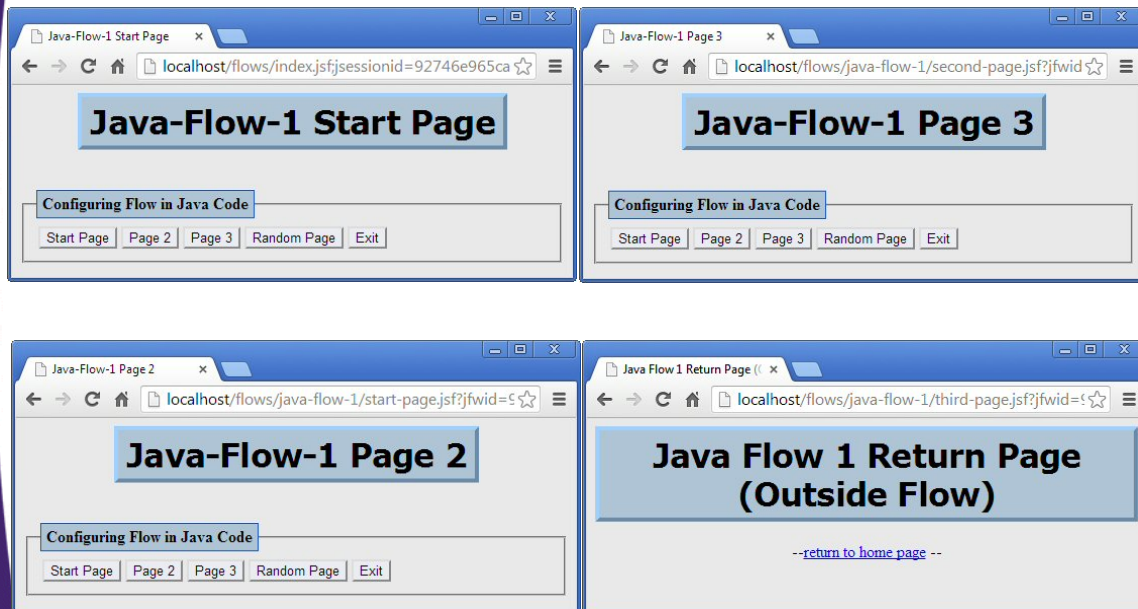 Java-Flow-1 Start Page
localhost/flows/index.jsf;jsessionid=92746e965ca
Java-Flow-1 Start Page
Configuring Flow in Java Code
Start Page Page 2 Page 3 Random Page Exit
Java-Flow-1 Page 3
localhost/flows/java-flow-1/second-page.jsf?jfwid
Java-Flow-1 Page 3
Configuring Flow in Java Code
Start Page Page 2 Page 3 Random Page Exit
Java-Flow-1 Page 2
localhost/flows/java-flow-1/start-page.jsf?jfwid=9
Java-Flow-1 Page 2
Configuring Flow in Java Code
Start Page Page 2 Page 3 Random Page Exit
Java Flow 1 Return Page ((
localhost/flows/java-flow-1/third-page.jsf?jfwid=9
Java Flow 1 Return Page
(Outside Flow)
--return to home page --